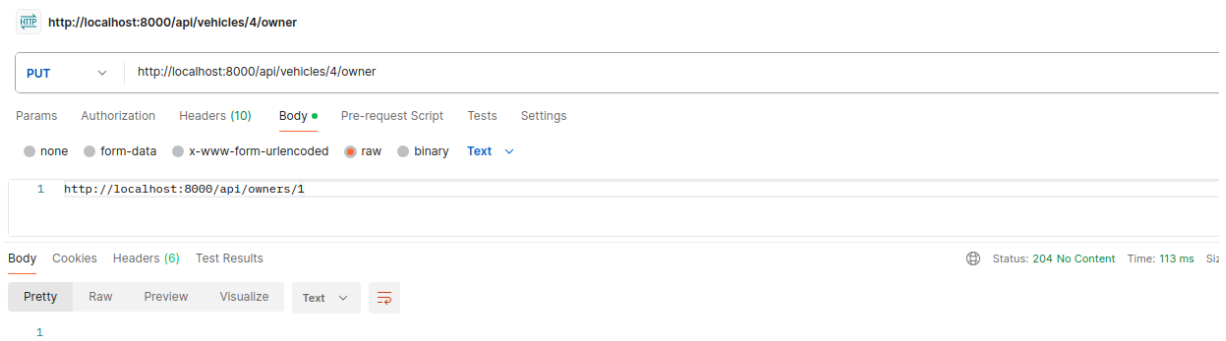 HTTP http://localhost:8000/api/vehicles/4/owner
PUT http://localhost:8000/api/vehicles/4/owner
Params Authorization Headers (10) Body Pre-request Script Tests Settings
none form-data x-www-form-urlencoded raw binary Text
1 http://localhost:8000/api/owners/1
Body Cookies Headers (6) Test Results Status: 204 No Content Time: 113 ms Siz
Pretty Raw Preview Visualize Text
1